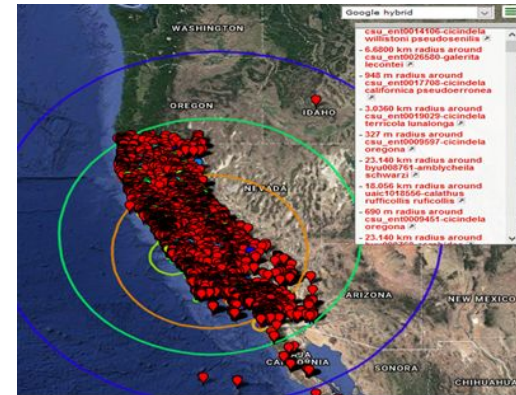 Google hybrid
WASHINGTON
OREGON
IDAHO
NEVADA
ARIZONA
NEW MEXICO
SONORA
CHIHUAHUA
csu_ent0014106-cicindela
willistoni pseudosenilis
- 6.6800 km radius around
csu_ent0026580-galerita
lecontei
- 948 m radius around
csu_ent0017708-cicindela
californica pseudoerronea
- 3.0360 km radius around
csu_ent0019029-cicindela
terricola lunalonga
- 327 m radius around
csu_ent0009597-cicindela
oregona
- 23.140 km radius around
byu008761-amblycheila
schwarzi
- 18.056 km radius around
uaic1018556-calathus
rufficollis ruficollis
- 690 m radius around
csu_ent0009451-cicindela
oregona
- 23.140 km radius around